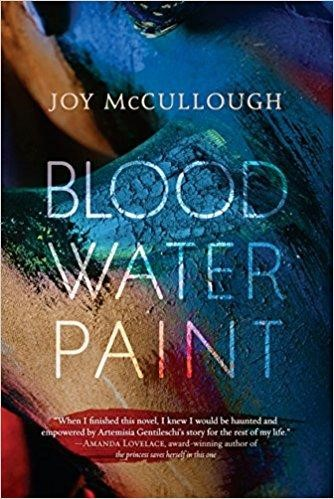 JOY McCULLOUGH
BLOOD
WATER
PAINT
"When I finished this novel, I knew I would be haunted and
empowered by Artemisia Gentileschi's story for the rest of my life."
—AMANDA LOVELACE, award-winning author of
the princess saves herself in this one